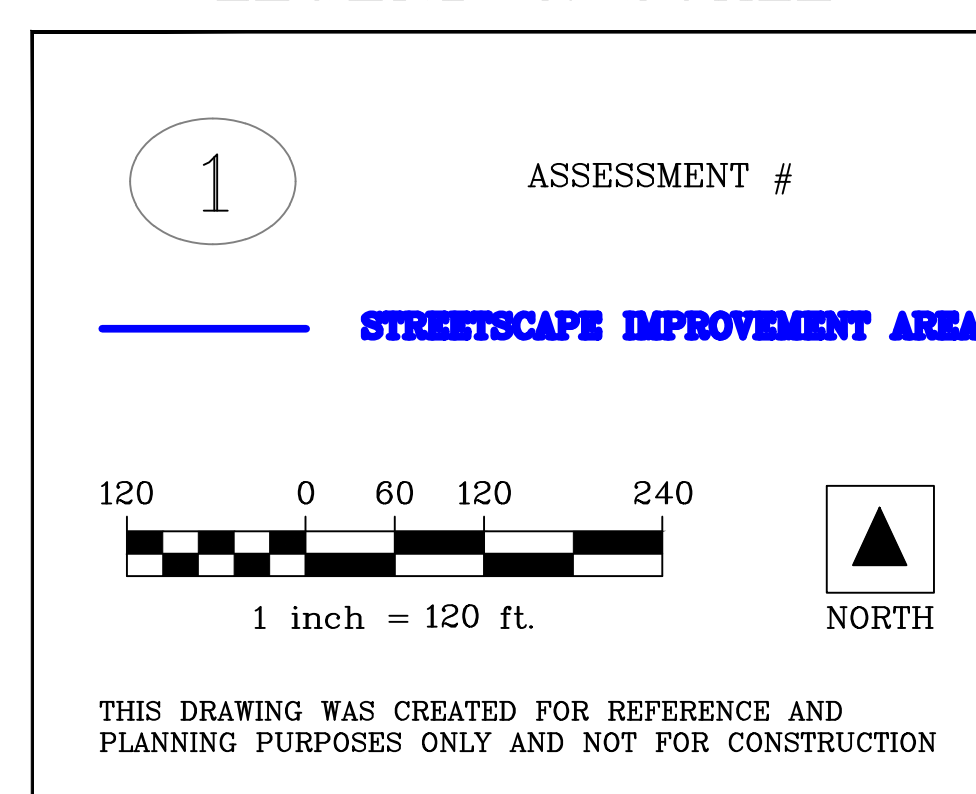 1 ASSESSMENT #
STREETSCAPE IMPROVEMENT AREA
120 0 60 120 240
1 inch = 120 ft.
NORTH
THIS DRAWING WAS CREATED FOR REFERENCE AND
PLANNING PURPOSES ONLY AND NOT FOR CONSTRUCTION